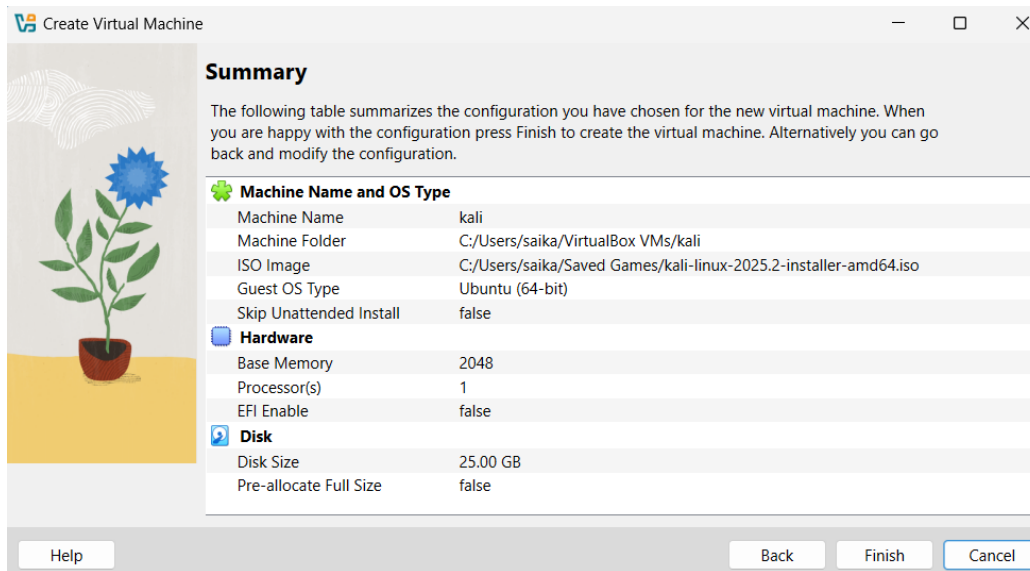 Create Virtual Machine
Summary
The following table summarizes the configuration you have chosen for the new virtual machine. When
you are happy with the configuration press Finish to create the virtual machine. Alternatively you can go
back and modify the configuration.
Machine Name and OS Type
Machine Name kali
Machine Folder C:/Users/saika/VirtualBox VMs/kali
ISO Image C:/Users/saika/Saved Games/kali-linux-2025.2-installer-amd64.iso
Guest OS Type Ubuntu (64-bit)
Skip Unattended Install false
Hardware
Base Memory 2048
Processor(s) 1
EFI Enable false
Disk
Disk Size 25.00 GB
Pre-allocate Full Size false
Help Back Finish Cancel